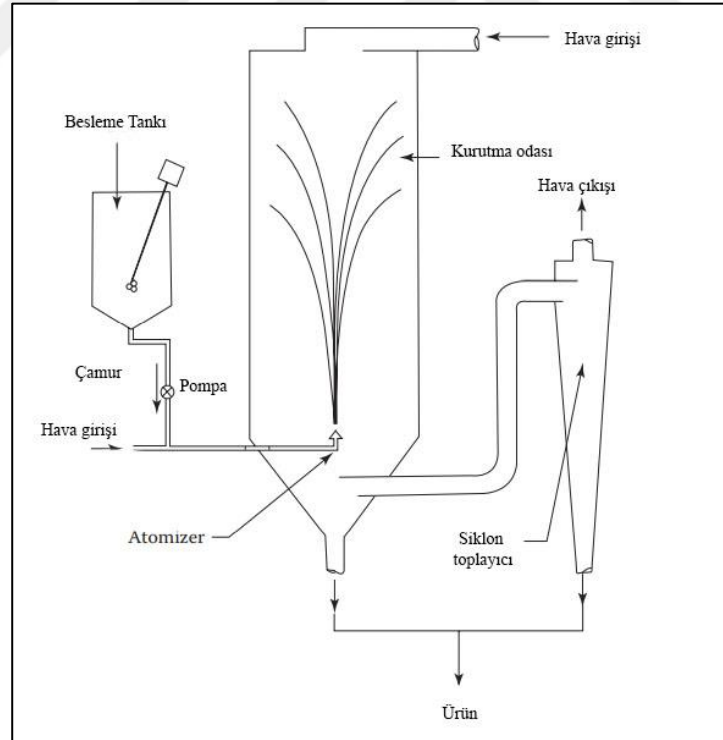 Hava girişi
Besleme Tankı
Kurutma odası
Hava çıkışı
Çamur
Pompa
Hava girişi
Atomizer
Siklon
toplayıcı
Ürün